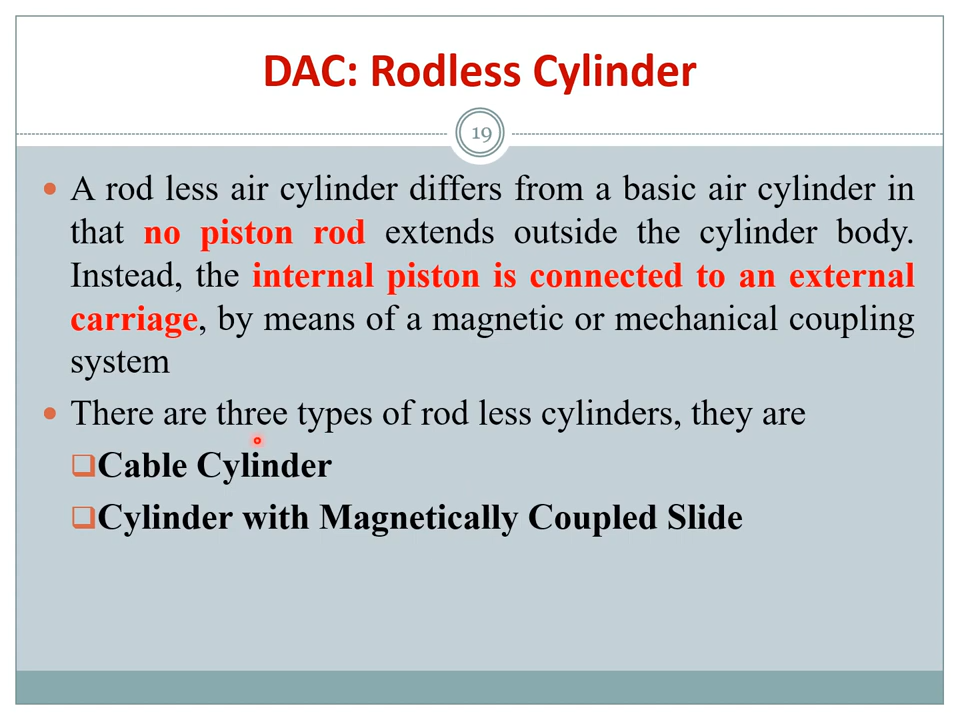 DAC: Rodless Cylinder
19
• A rod less air cylinder differs from a basic air cylinder in
that no piston rod extends outside the cylinder body.
Instead, the internal piston is connected to an external
carriage, by means of a magnetic or mechanical coupling
system
• There are three types of rod less cylinders, they are
❑Cable Cylinder
❑Cylinder with Magnetically Coupled Slide